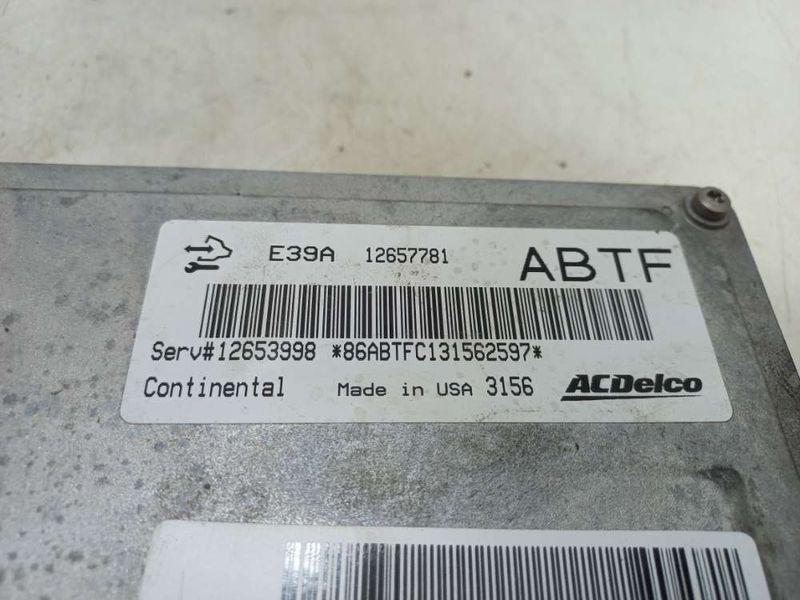 E39A 12657781 ABTF
Serv#12653998 *86ABTFC131562597*
Continental Made in USA 3156 ACDelco